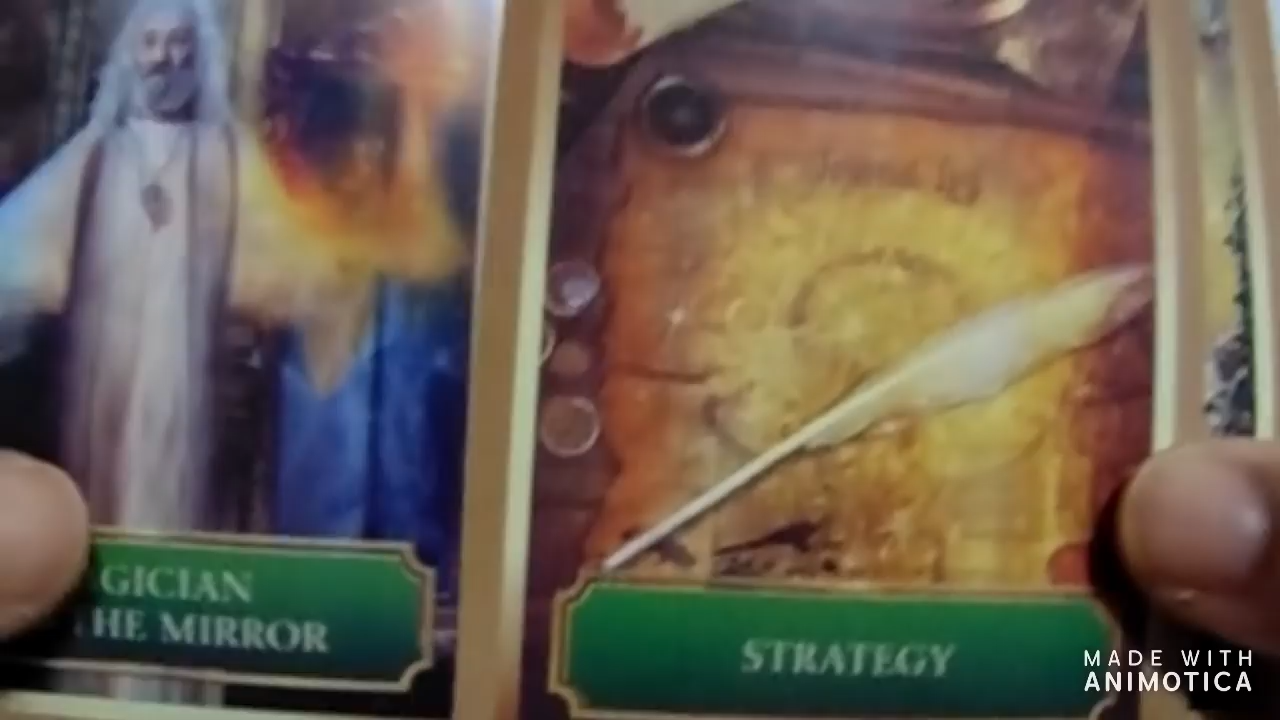 GICIAN
HE MIRROR
STRATEGY
MADE WITH
ANIMOTICA